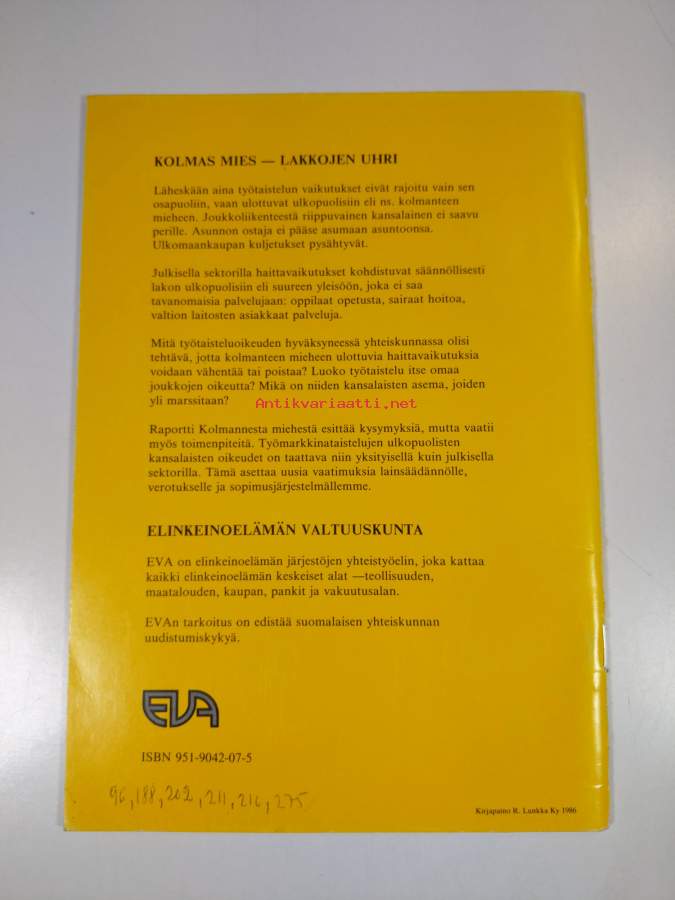 KOLMAS MIES — LAKKOJEN UHRI
Läheskään aina työtaistelun vaikutukset eivät rajoitu vain sen
osapuoliin, vaan ulottuvat ulkopuolisiin eli ns. kolmanteen
mieheen. Joukkoliikenteestä riippuvainen kansalainen ei saavu
perille. Asunnon ostaja ei pääse asumaan asuntoonsa.
Ulkomaankaupan kuljetukset pysähtyvät.
Julkisella sektorilla haittavaikutukset kohdistuvat säännöllisesti
lakon ulkopuolisiin eli suureen yleisöön, joka ei saa
tavanomaisia palvelujaan: oppilaat opetusta, sairaat hoitoa,
valtion laitosten asiakkaat palveluja.
Mitä työtaisteluoikeuden hyväksyneessä yhteiskunnassa olisi
tehtävä, jotta kolmanteen mieheen ulottuvia haittavaikutuksia
voidaan vähentää tai poistaa? Luoko työtaistelu itse omaa
joukkojen oikeutta? Mikä on niiden kansalaisten asema, joiden
yli marssitaan?
Antikvariaatti.net
Raportti Kolmannesta miehestä esittää kysymyksiä, mutta vaatii
myös toimenpiteitä. Työmarkkinataistelujen ulkopuolisten
kansalaisten oikeudet on taattava niin yksityisellä kuin julkisella
sektorilla. Tämä asettaa uusia vaatimuksia lainsäädännölle,
verotukselle ja sopimusjärjestelmällemme.
ELINKEINOELÄMÄN VALTUUSKUNTA
EVA on elinkeinoelämän järjestöjen yhteistyöelin, joka kattaa
kaikki elinkeinoelämän keskeiset alat —teollisuuden,
maatalouden, kaupan, pankit ja vakuutusalan.
EVAn tarkoitus on edistää suomalaisen yhteiskunnan
uudistumiskykyä.
EVA
ISBN 951-9042-07-5
96, 188, 202, 211, 216, 275
Kirjapaino R. Lunkka Ky 1986